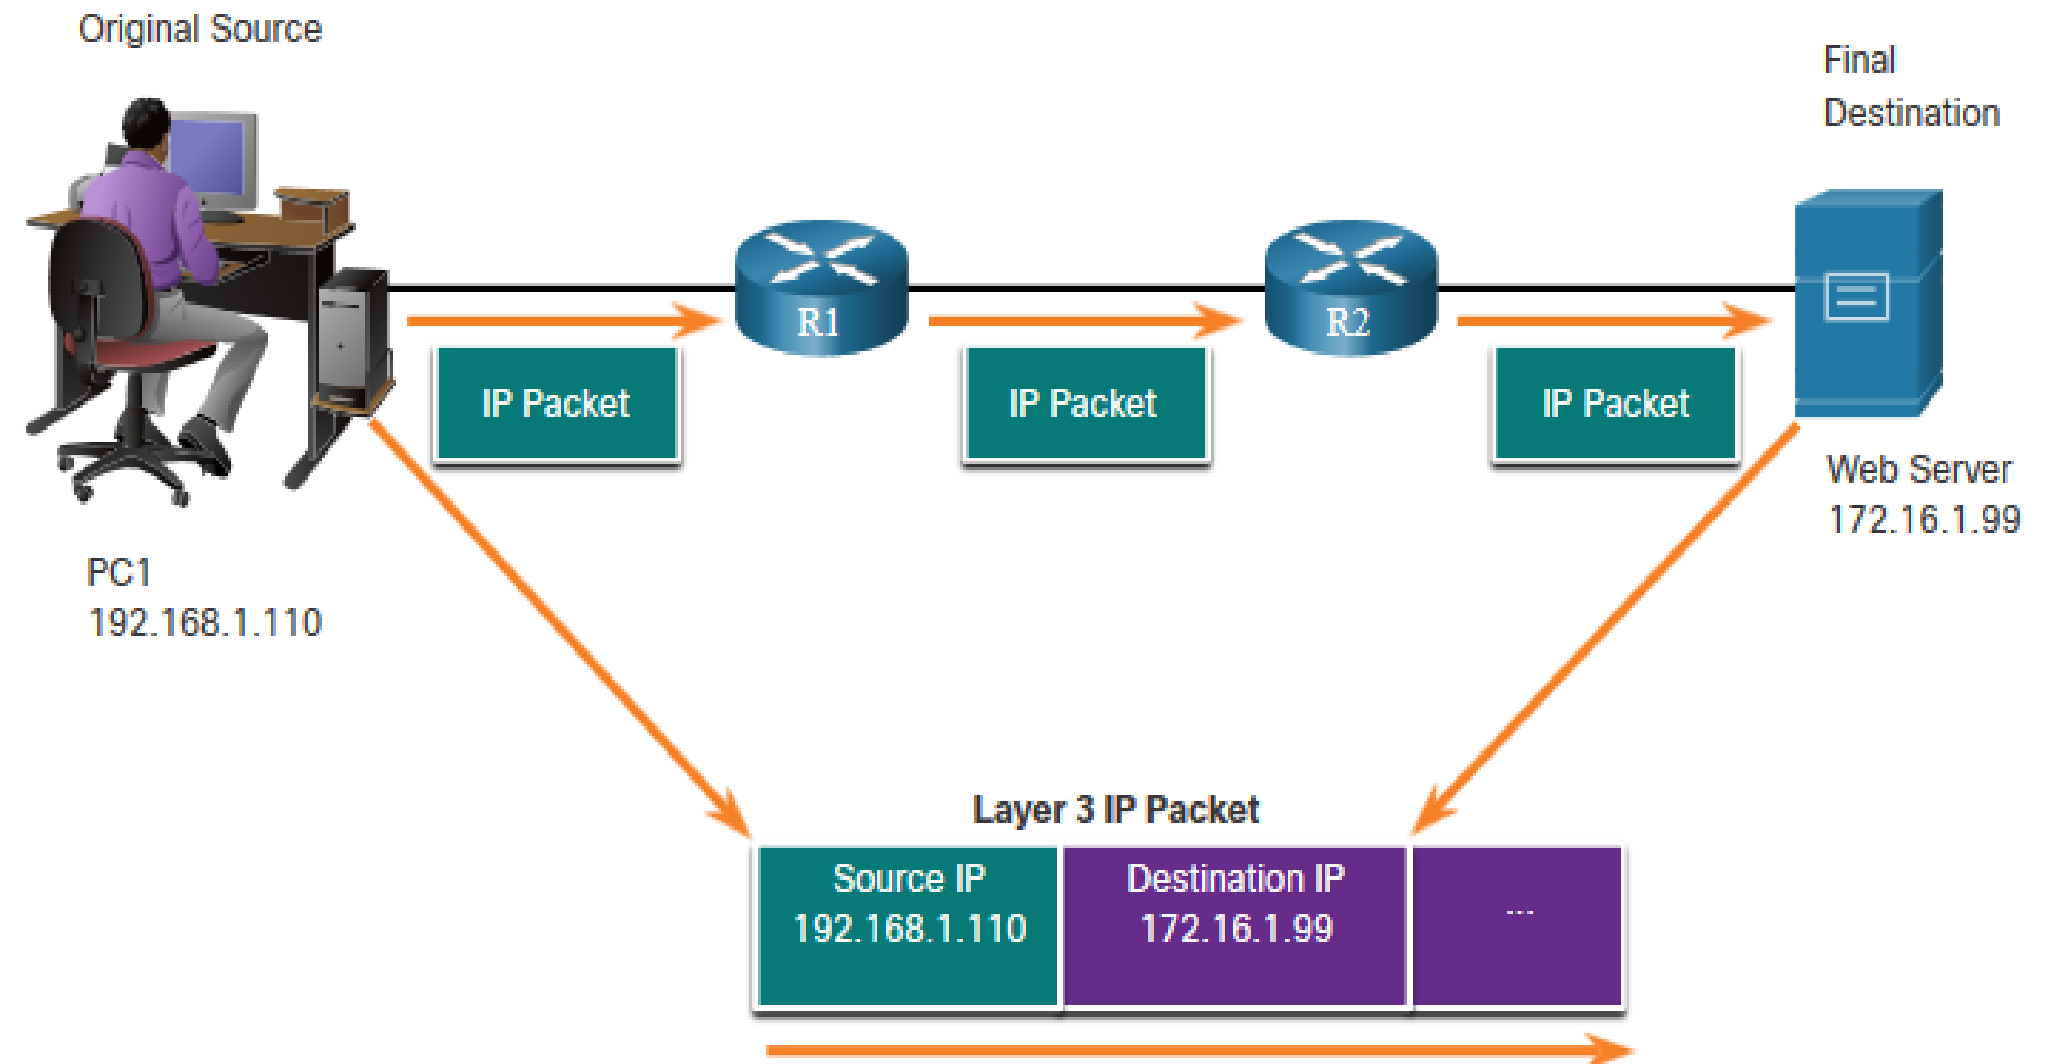 Original Source
Final
Destination
R1
R2
IP Packet
IP Packet
IP Packet
Web Server
172.16.1.99
PC1
192.168.1.110
Layer 3 IP Packet
Source IP
192.168.1.110
Destination IP
172.16.1.99
...